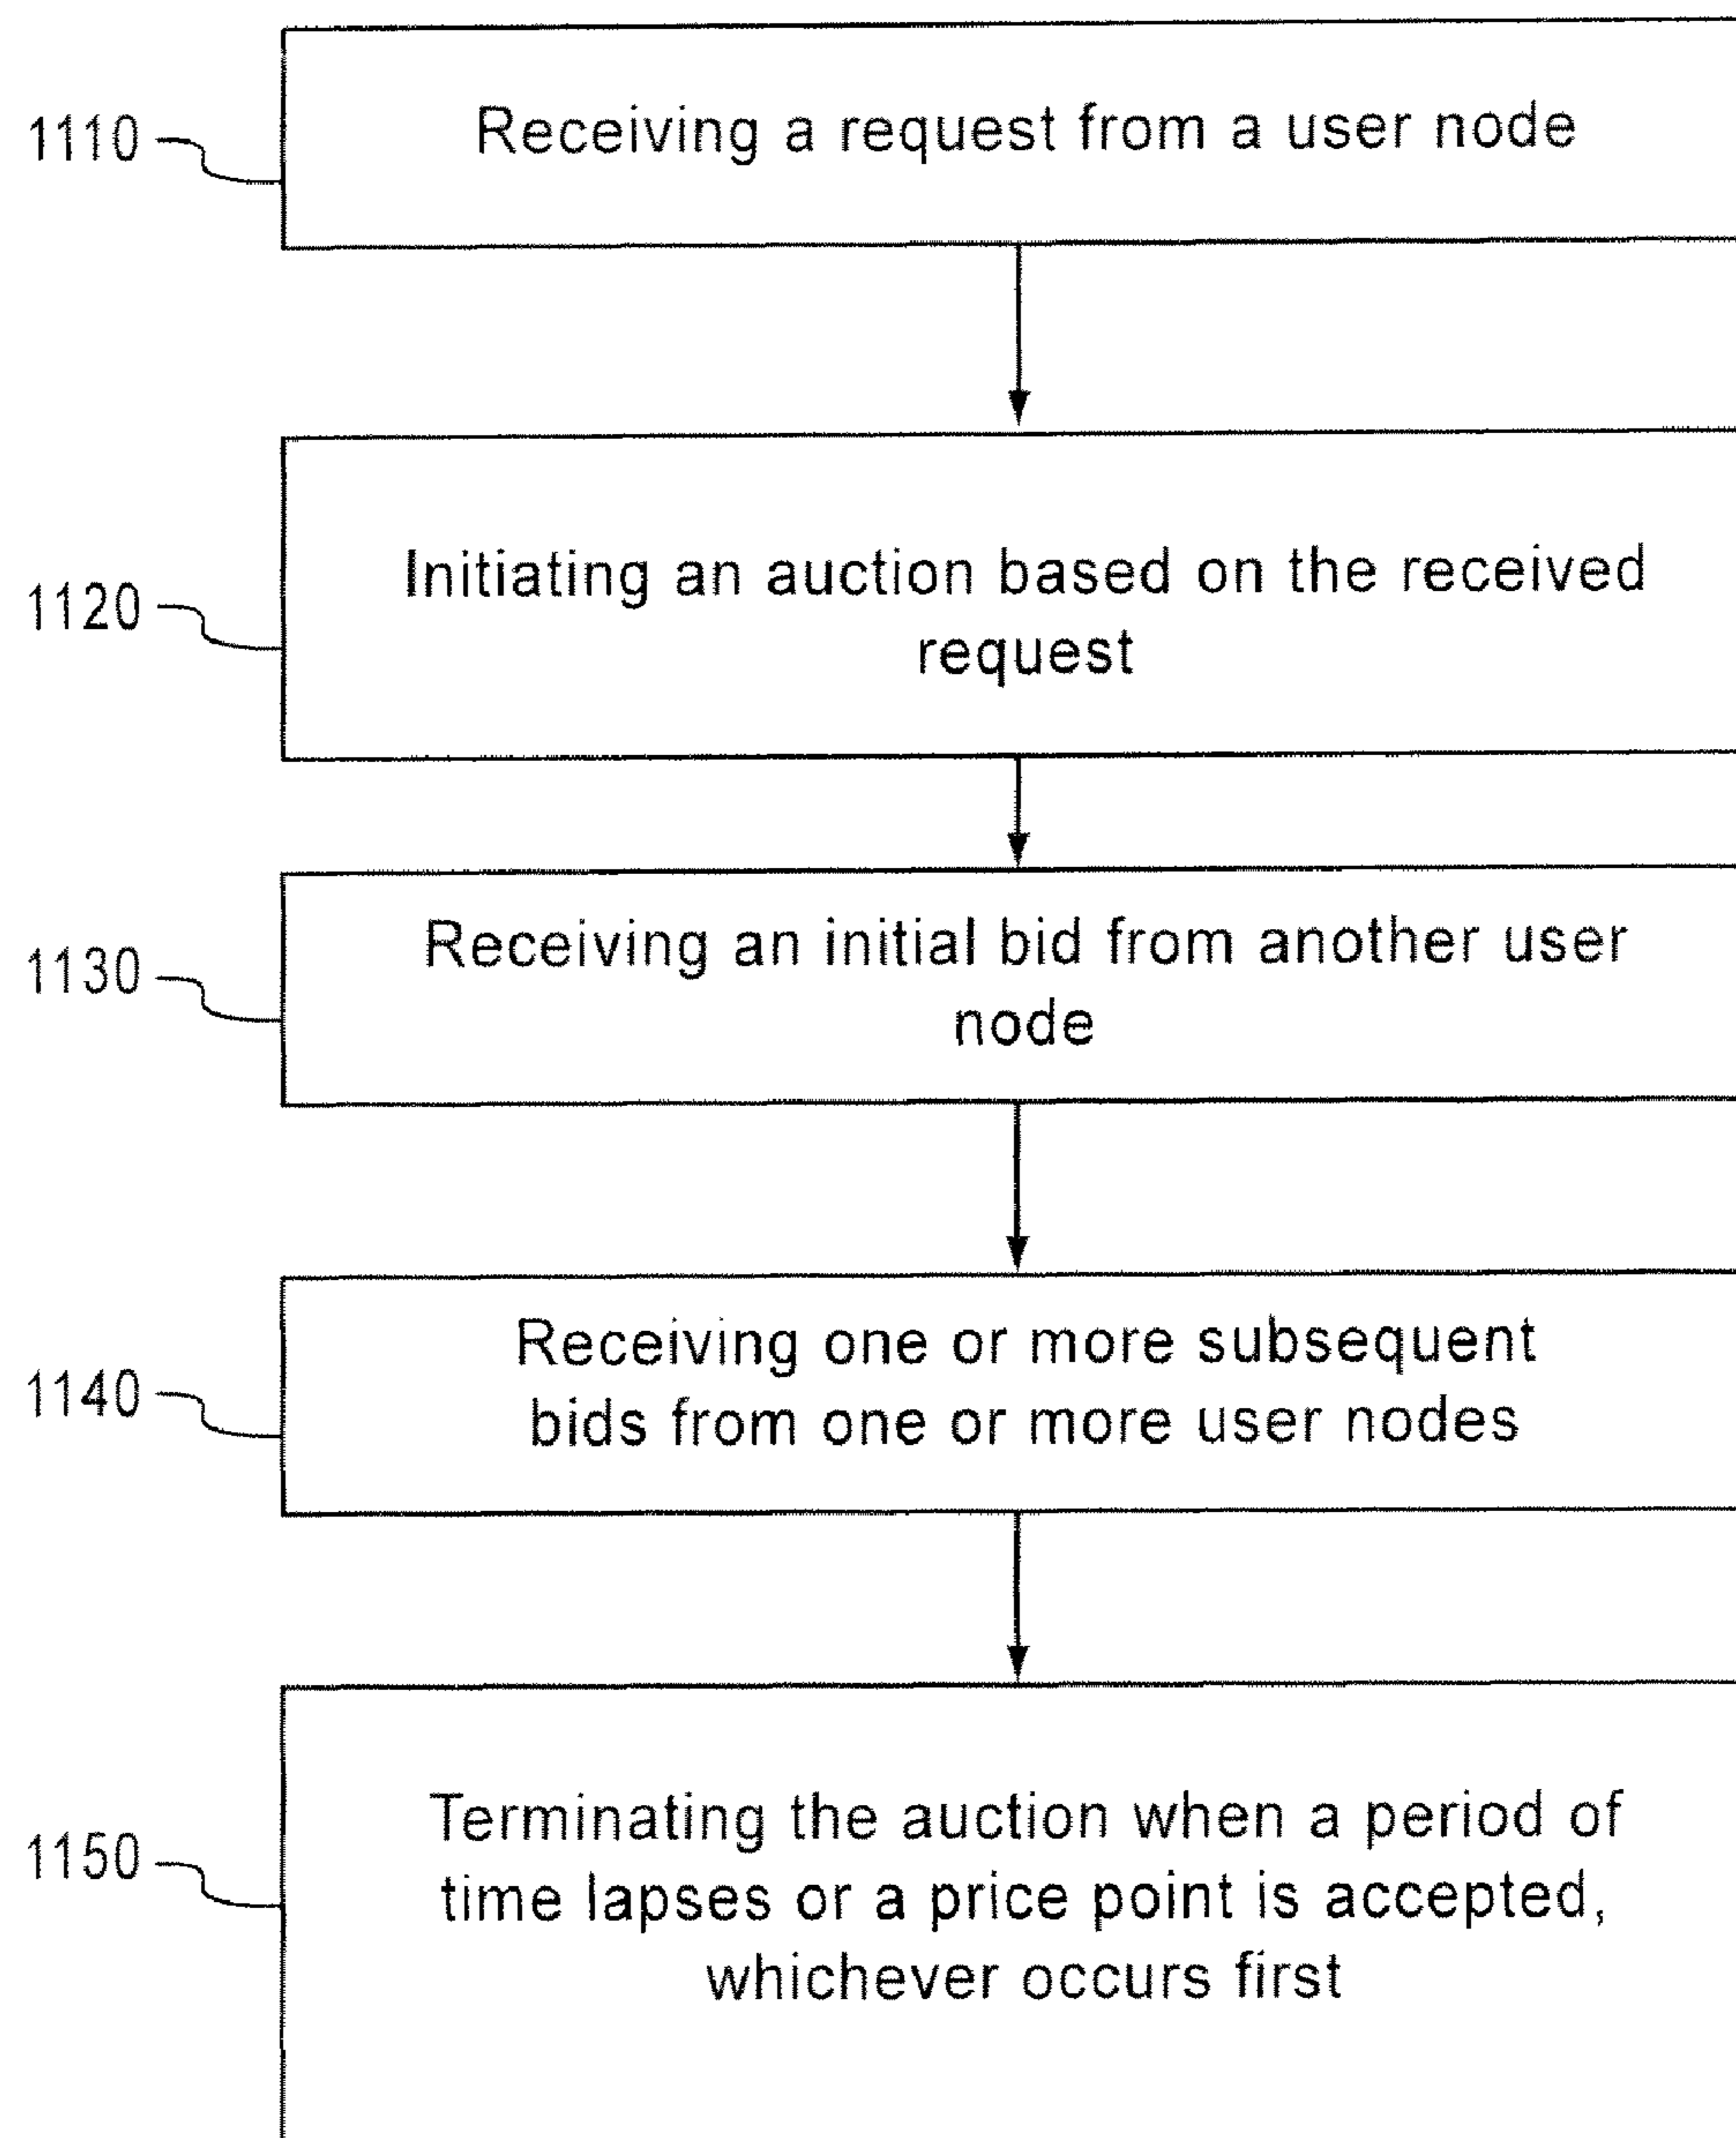 1110
Receiving a request from a user node
1120
Initiating an auction based on the received
request
1130
Receiving an initial bid from another user
node
1140
Receiving one or more subsequent
bids from one or more user nodes
1150
Terminating the auction when a period of
time lapses or a price point is accepted,
whichever occurs first